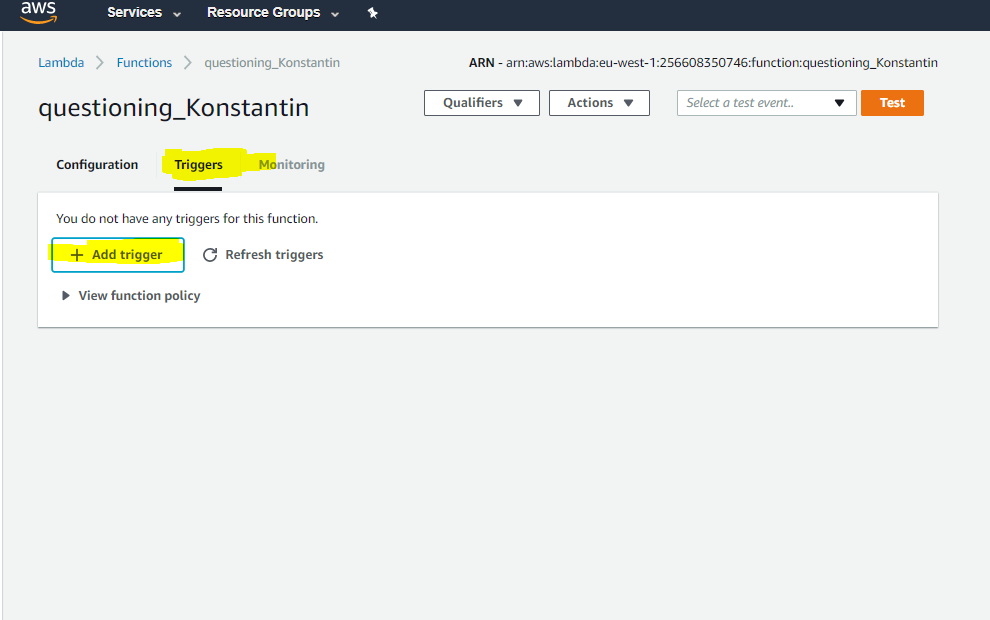 aws Services Resource Groups
Lambda Functions questioning_Konstantin ARN - arn:aws:lambda:eu-west-1:256608350746:function:questioning_Konstantin
questioning_Konstantin Qualifiers Actions Select a test event.. Test
Configuration Triggers Monitoring
You do not have any triggers for this function.
+ Add trigger Refresh triggers
View function policy